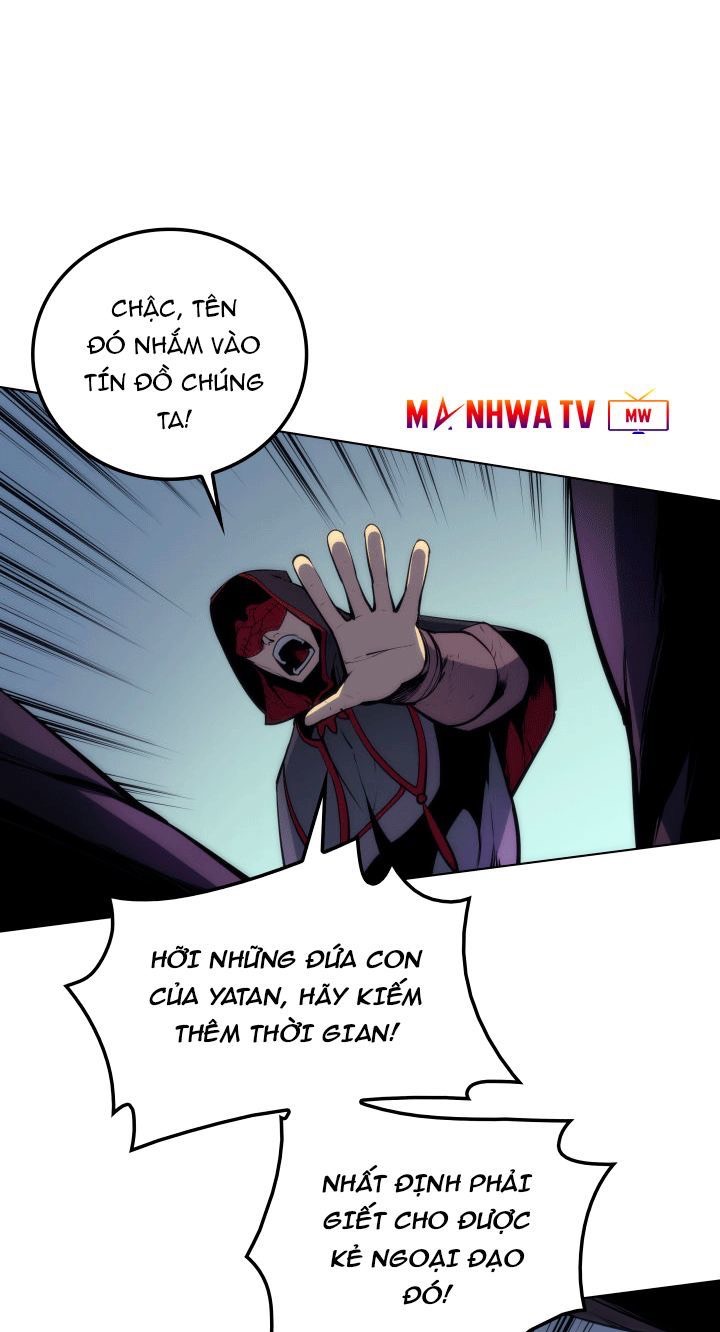 CHẬC, TÊN
ĐÓ NHẮM VÀO
TÍN ĐỒ CHÚNG
TA!
MANHWA TV MW
HỠI NHỮNG ĐỨA CON
CỦA YATAN, HÃY KIẾM
THÊM THỜI GIAN!
NHẤT ĐỊNH PHẢI
GIẾT CHO ĐƯỢC
KẺ NGOẠI ĐẠO
ĐÓ!